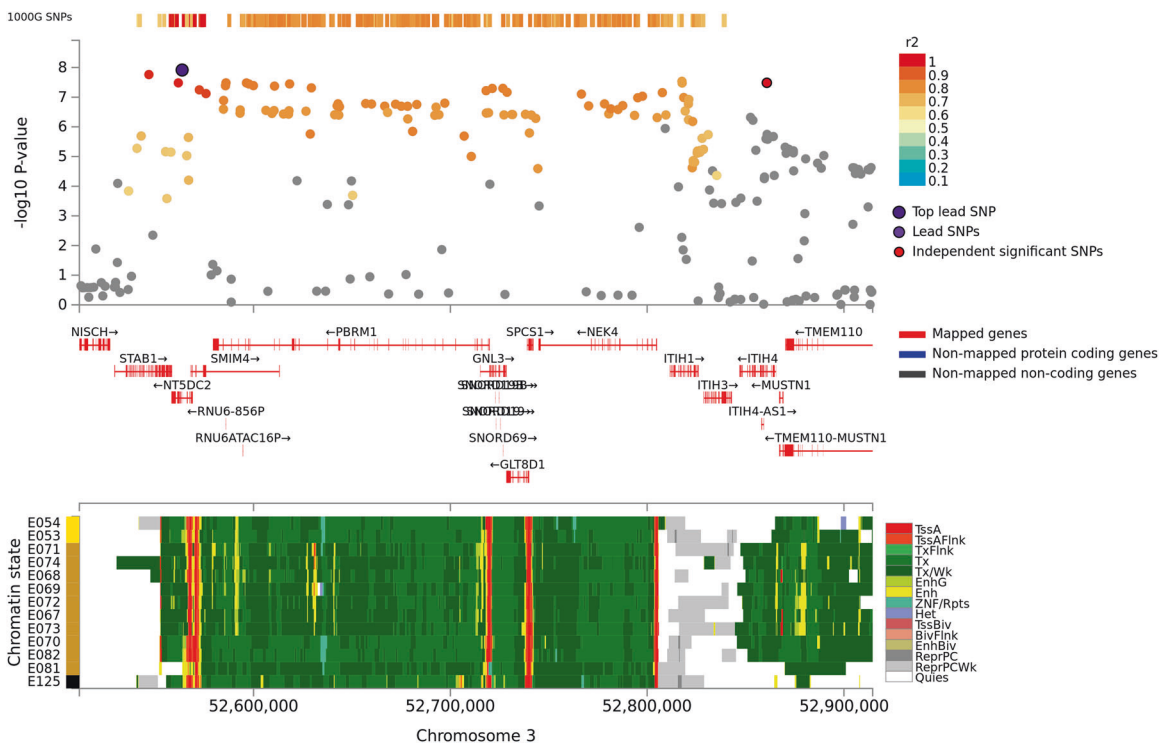 1000G SNPs
r2
-log10 P-value
8
7
6
5
4
3
2
1
0
1
0.9
0.8
0.7
0.6
0.5
0.4
0.3
0.2
0.1
Top lead SNP
Lead SNPs
Independent significant SNPs
NISCH→ ←PBRM1 SPCS1→ ←NEK4 ←TMEM110
STAB1→ SMIM4→ GNL3→ ITIH1→ ←ITIH4
←NT5DC2 ITIH3→ ←MUSTN1
←RNU6-856P ITIH4-AS1→
RNU6ATAC16P→ SNORD69→ ←TMEM110-MUSTN1
←GLT8D1
Mapped genes
Non-mapped protein coding genes
Non-mapped non-coding genes
Chromatin state
E054
E053
E071
E074
E068
E069
E072
E067
E073
E070
E082
E081
E125
TssA
TssAFlnk
TxFlnk
Tx
Tx/Wk
EnhG
Enh
ZNF/Rpts
Het
TssBiv
BivFlnk
EnhBiv
ReprPC
ReprPCWk
Quies
52,600,000 52,700,000 52,800,000 52,900,000
Chromosome 3